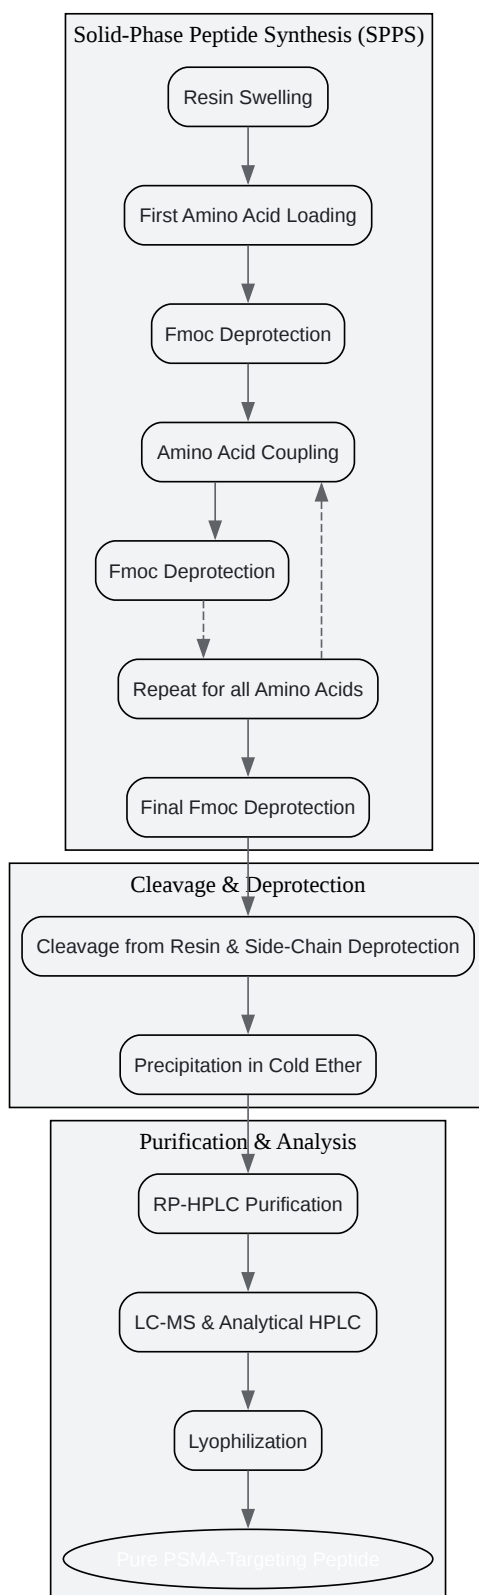 Solid-Phase Peptide Synthesis (SPPS)
Resin Swelling
First Amino Acid Loading
Fmoc Deprotection
Amino Acid Coupling
Fmoc Deprotection
Repeat for all Amino Acids
Final Fmoc Deprotection
Cleavage & Deprotection
Cleavage from Resin & Side-Chain Deprotection
Precipitation in Cold Ether
Purification & Analysis
RP-HPLC Purification
LC-MS & Analytical HPLC
Lyophilization
Pure PSMA-Targeting Peptide